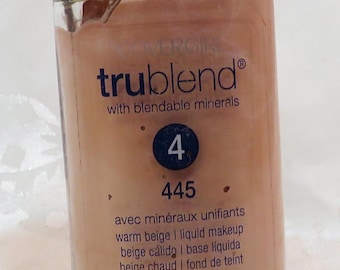 COVERGIRL
trublend®
with blendable minerals
4
445
avec minéraux unifiants
warm beige | liquid makeup
beige cálido | base líquida
beige chaud | fond de teint